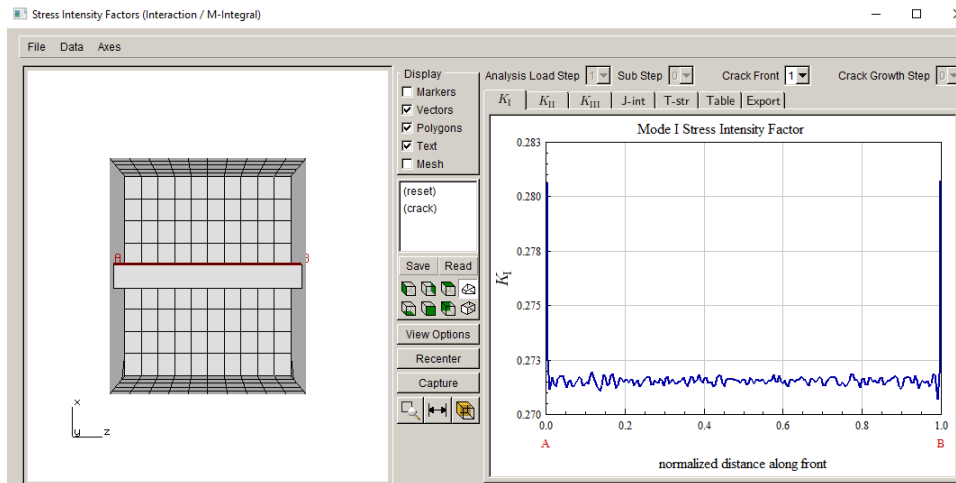 Stress Intensity Factors (Interaction / M-Integral)
File Data Axes
Display
Markers
Vectors
Polygons
Text
Mesh
(reset)
(crack)
Save Read
View Options
Recenter
Capture
A B
x
y z
Analysis Load Step 1 Sub Step 0 Crack Front 1 Crack Growth Step 0
KI KII KIII J-int T-str Table Export
Mode I Stress Intensity Factor
KI
0.283
0.280
0.278
0.275
0.273
0.270
0.0 0.2 0.4 0.6 0.8 1.0
A B
normalized distance along front